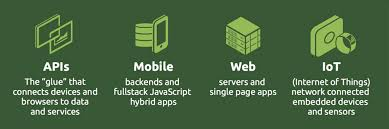 APIs
The "glue" that
connects devices and
browsers to data
and services
Mobile
backends and
fullstack JavaScript
hybrid apps
Web
servers and
single page apps
IoT
(Internet of Things)
network connected
embedded devices
and sensors